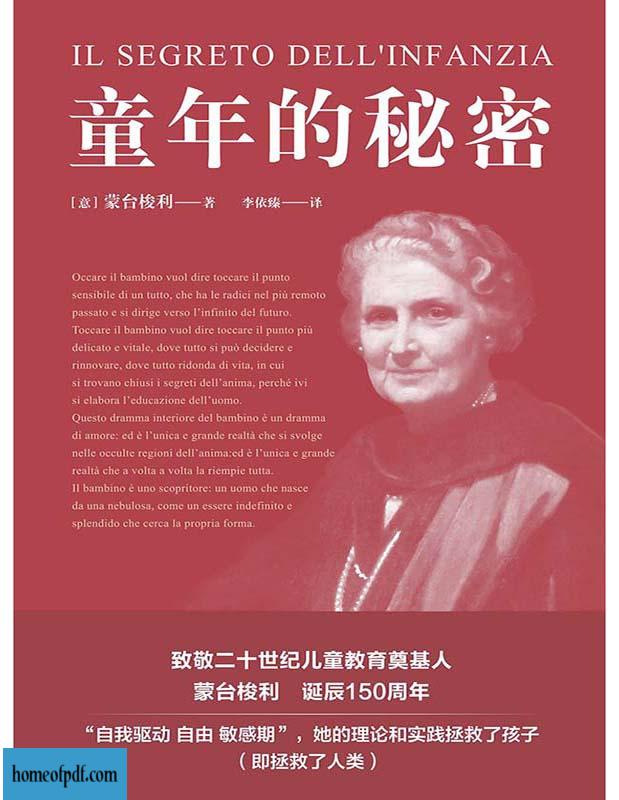 IL SEGRETO DELL'INFANZIA
童年的秘密
[意] 蒙台梭利——著 李依臻——译
Occare il bambino vuol dire toccare il punto
sensibile di un tutto, che ha le radici nel più remoto
passato e si dirige verso l'infinito del futuro.
Toccare il bambino vuol dire toccare il punto più
delicato e vitale, dove tutto si può decidere e
rinnovare, dove tutto ridonda di vita, in cui
si trovano chiusi i segreti dell'anima, perché ivi
si elabora l'educazione dell'uomo.
Questo dramma interiore del bambino è un dramma
di amore: ed è l'unica e grande realtà che si svolge
nelle occulte regioni dell'anima:ed è l'unica e grande
realtà che a volta a volta la riempie tutta.
Il bambino è uno scopritore: un uomo che nasce
da una nebulosa, come un essere indefinito e
splendido che cerca la propria forma.
致敬二十世纪儿童教育奠基人
蒙台梭利 诞辰150周年
“自我驱动 自由 敏感期”，她的理论和实践拯救了孩子
（即拯救了人类）
homeofpdf.com